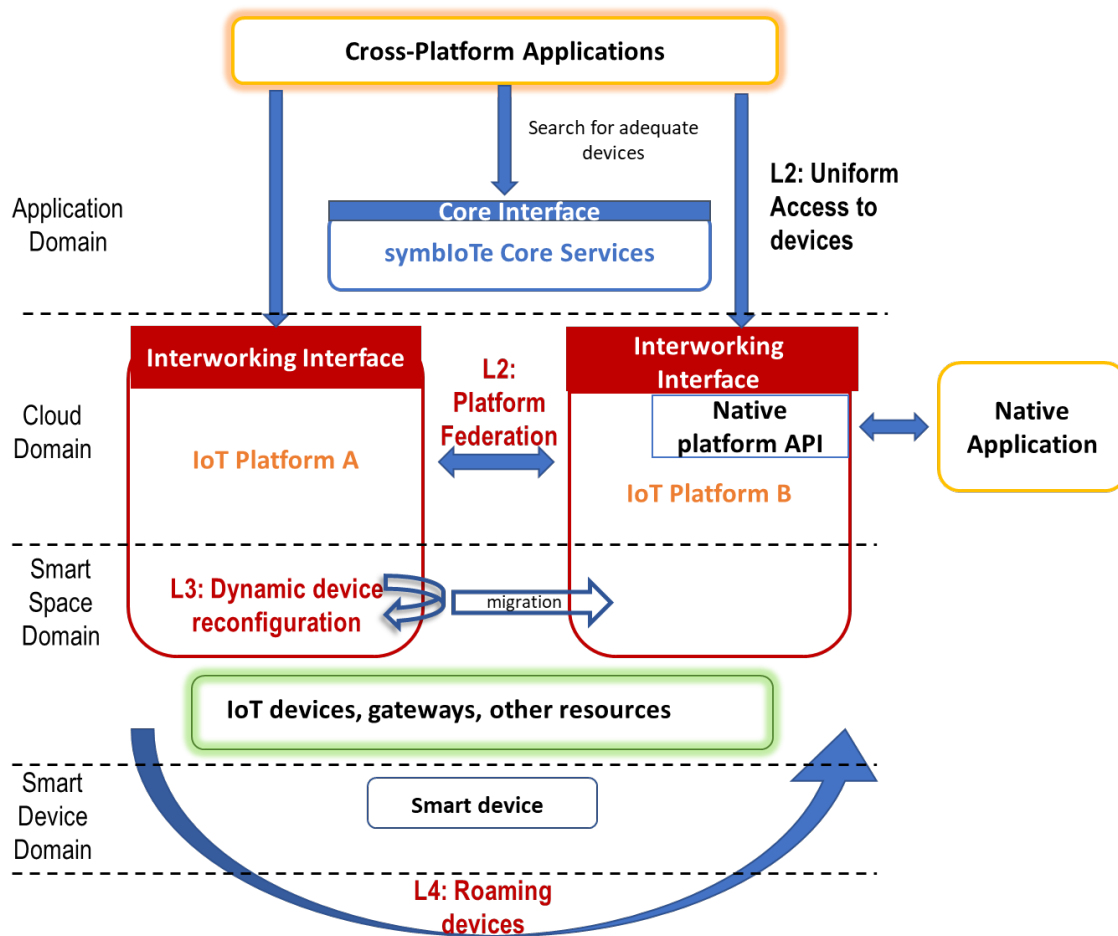 Cross-Platform Applications
Search for adequate
devices
L2: Uniform
Access to
devices
Application
Domain
Core Interface
symbIoTe Core Services
Interworking Interface
Interworking
Interface
L2:
Platform
Federation
Native
platform API
Native
Application
Cloud
Domain
IoT Platform A
IoT Platform B
Smart
Space
Domain
L3: Dynamic device
reconfiguration
migration
IoT devices, gateways, other resources
Smart
Device
Domain
Smart device
L4: Roaming
devices